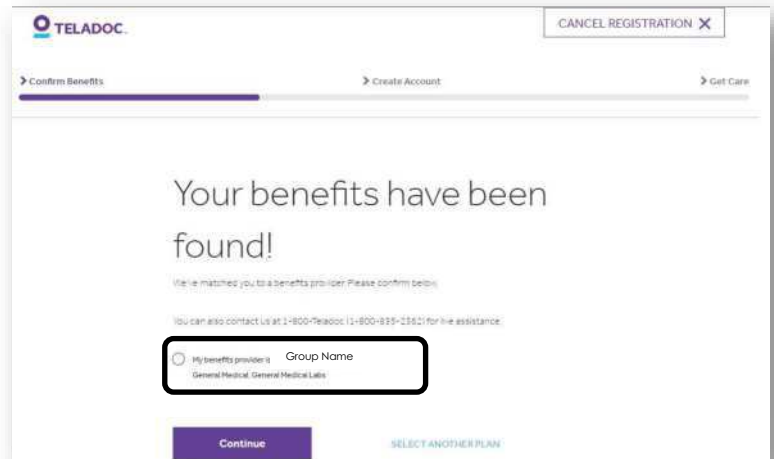 TELADOC.
CANCEL REGISTRATION X
Confirm Benefits
Create Account
Get Care
Your benefits have been
found!
We've matched you to a benefits provider. Please confirm below.
You can also contact us at 1-800-Teladoc (1-800-835-2362) for live assistance.
My benefits provider is Group Name
General Medical, General Medical Labs
Continue
SELECT ANOTHER PLAN